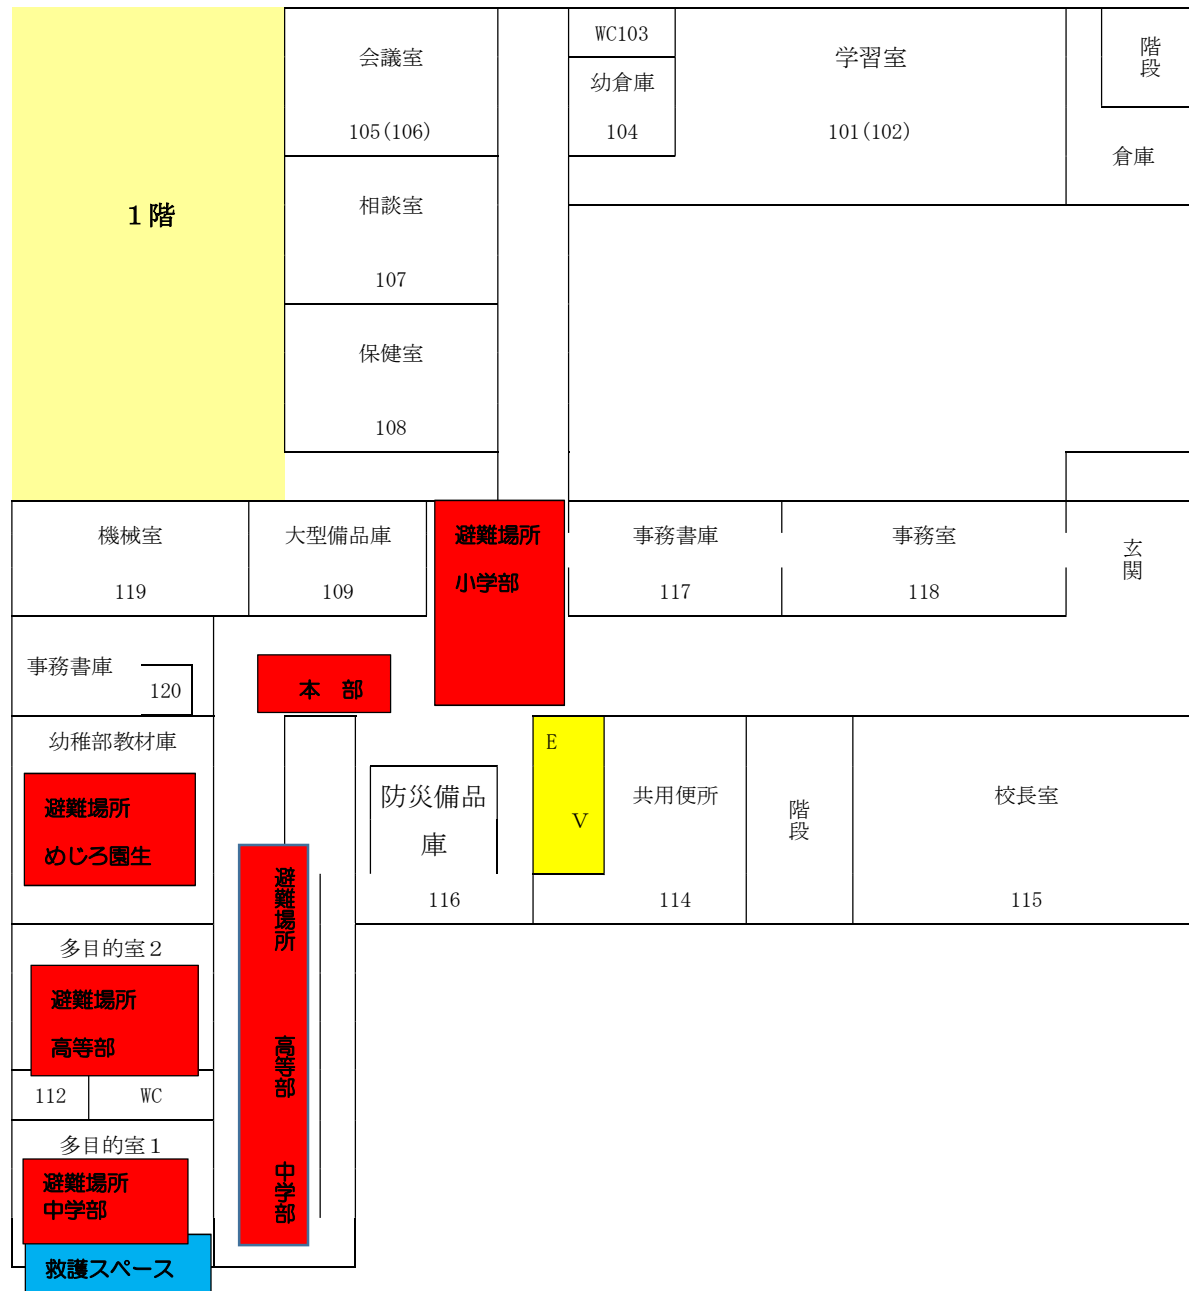 １階
会議室
105(106)
相談室
107
保健室
108
WC103
幼倉庫
104
学習室
101(102)
階段
倉庫
機械室
119
大型備品庫
109
避難場所
小学部
事務書庫
117
事務室
118
玄関
事務書庫
120
本　部
幼稚部教材庫
避難場所
めじろ園生
防災備品
庫
116
E
V
共用便所
114
階段
校長室
115
多目的室２
避難場所
高等部
112
WC
多目的室１
避難場所
中学部
救護スペース
避難場所　高等部　中学部